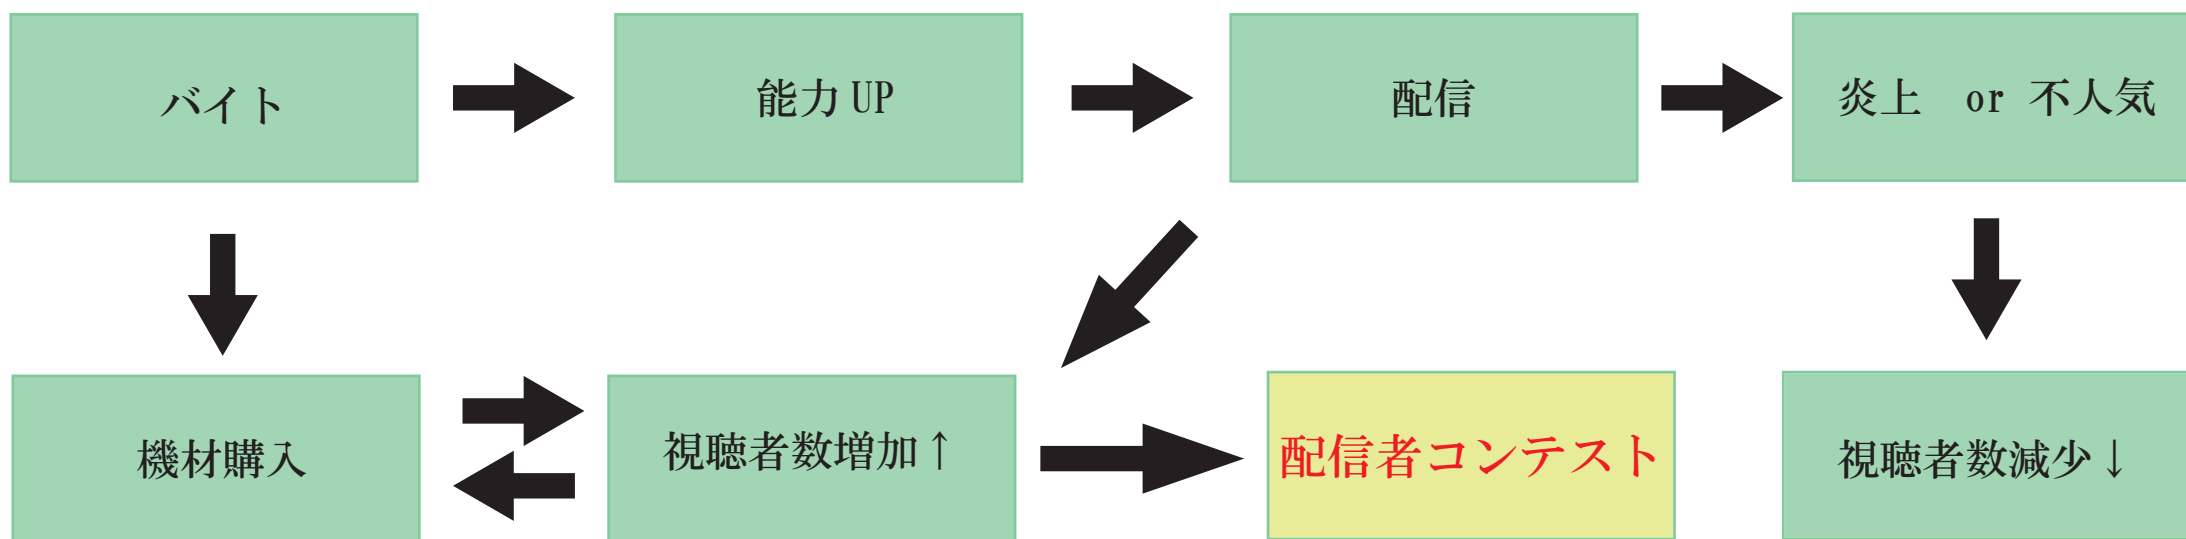 バイト
能力 UP
配信
炎上　or 不人気
機材購入
視聴者数増加↑
配信者コンテスト
視聴者数減少↓